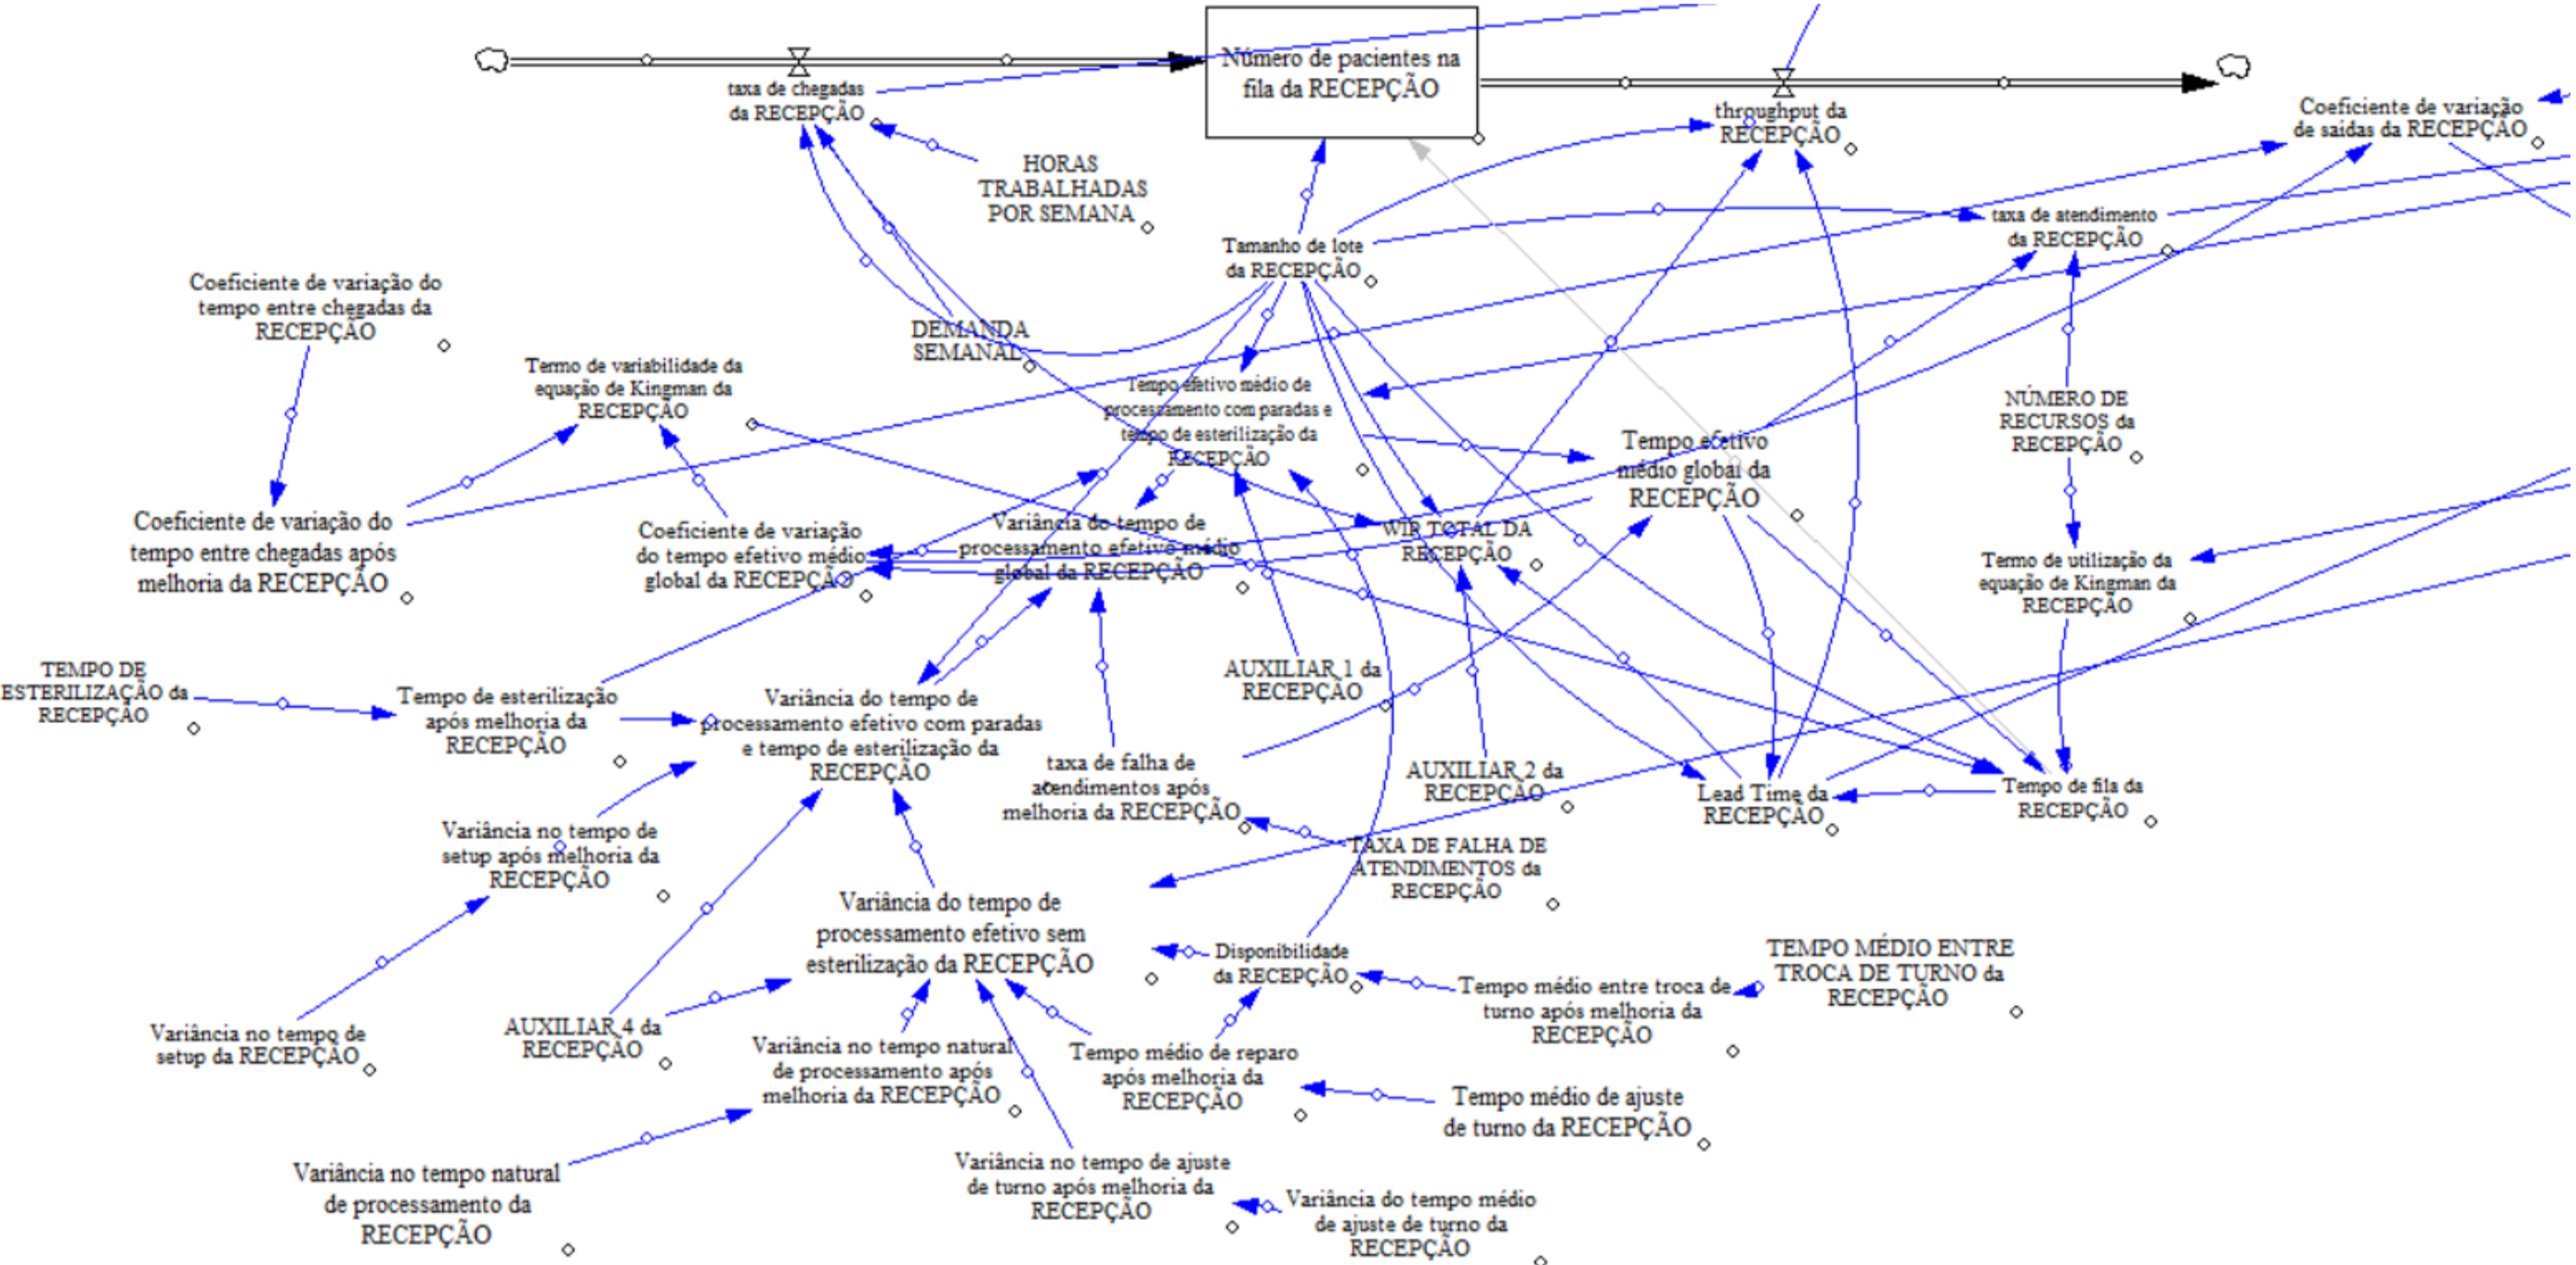 Número de pacientes na
fila da RECEPÇÃO
taxa de chegadas
da RECEPÇÃO
throughput da
RECEPÇÃO
Coeficiente de variação
de saídas da RECEPÇÃO
HORAS
TRABALHADAS
POR SEMANA
Tamanho de lote
da RECEPÇÃO
taxa de atendimento
da RECEPÇÃO
Coeficiente de variação do
tempo entre chegadas da
RECEPÇÃO
DEMANDA
SEMANAL
Termo de variabilidade da
equação de Kingman da
RECEPÇÃO
Tempo efetivo médio de
processamento com paradas e
tempo de esterilização da
RECEPÇÃO
Tempo efetivo
médio global da
RECEPÇÃO
NÚMERO DE
RECURSOS da
RECEPÇÃO
Coeficiente de variação do
tempo entre chegadas após
melhoria da RECEPÇÃO
Coeficiente de variação
do tempo efetivo médio
global da RECEPÇÃO
Variância do tempo de
processamento efetivo médio
global da RECEPÇÃO
WIP TOTAL DA
RECEPÇÃO
Termo de utilização da
equação de Kingman da
RECEPÇÃO
TEMPO DE
ESTERILIZAÇÃO da
RECEPÇÃO
Tempo de esterilização
após melhoria da
RECEPÇÃO
Variância do tempo de
processamento efetivo com paradas
e tempo de esterilização da
RECEPÇÃO
AUXILIAR 1 da
RECEPÇÃO
taxa de falha de
atendimentos após
melhoria da RECEPÇÃO
AUXILIAR 2 da
RECEPÇÃO
Lead Time da
RECEPÇÃO
Tempo de fila da
RECEPÇÃO
Variância no tempo de
setup após melhoria da
RECEPÇÃO
TAXA DE FALHA DE
ATENDIMENTOS da
RECEPÇÃO
Variância do tempo de
processamento efetivo sem
esterilização da RECEPÇÃO
Disponibilidade
da RECEPÇÃO
Tempo médio entre troca de
turno após melhoria da
RECEPÇÃO
TEMPO MÉDIO ENTRE
TROCA DE TURNO da
RECEPÇÃO
Variância no tempo de
setup da RECEPÇÃO
AUXILIAR 4 da
RECEPÇÃO
Variância no tempo natural
de processamento após
melhoria da RECEPÇÃO
Tempo médio de reparo
após melhoria da
RECEPÇÃO
Tempo médio de ajuste
de turno da RECEPÇÃO
Variância no tempo natural
de processamento da
RECEPÇÃO
Variância no tempo de ajuste
de turno após melhoria da
RECEPÇÃO
Variância do tempo médio
de ajuste de turno da
RECEPÇÃO